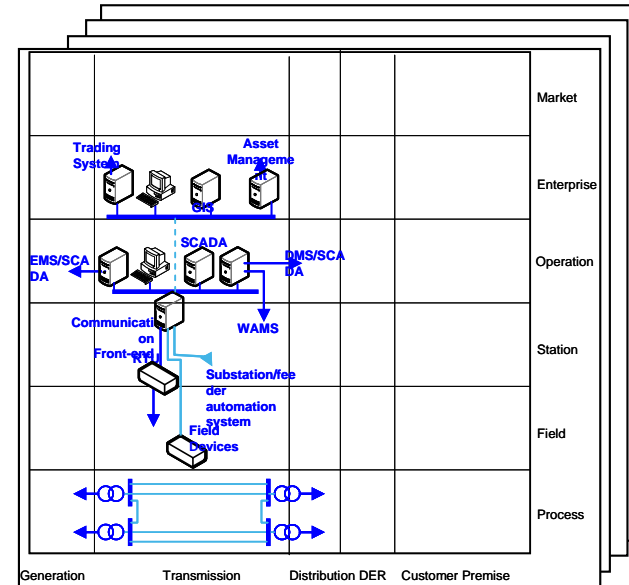 Market
Trading
System
Asset
Manageme
nt
GIS
Enterprise
SCADA
EMS/SCA
DA
DMS/SCA
DA
Operation
WAMS
Communicati
on
Front-end
RTU
Station
Substation/fee
der
automation
system
Field
Devices
Field
Process
Generation
Transmission
Distribution DER
Customer Premise